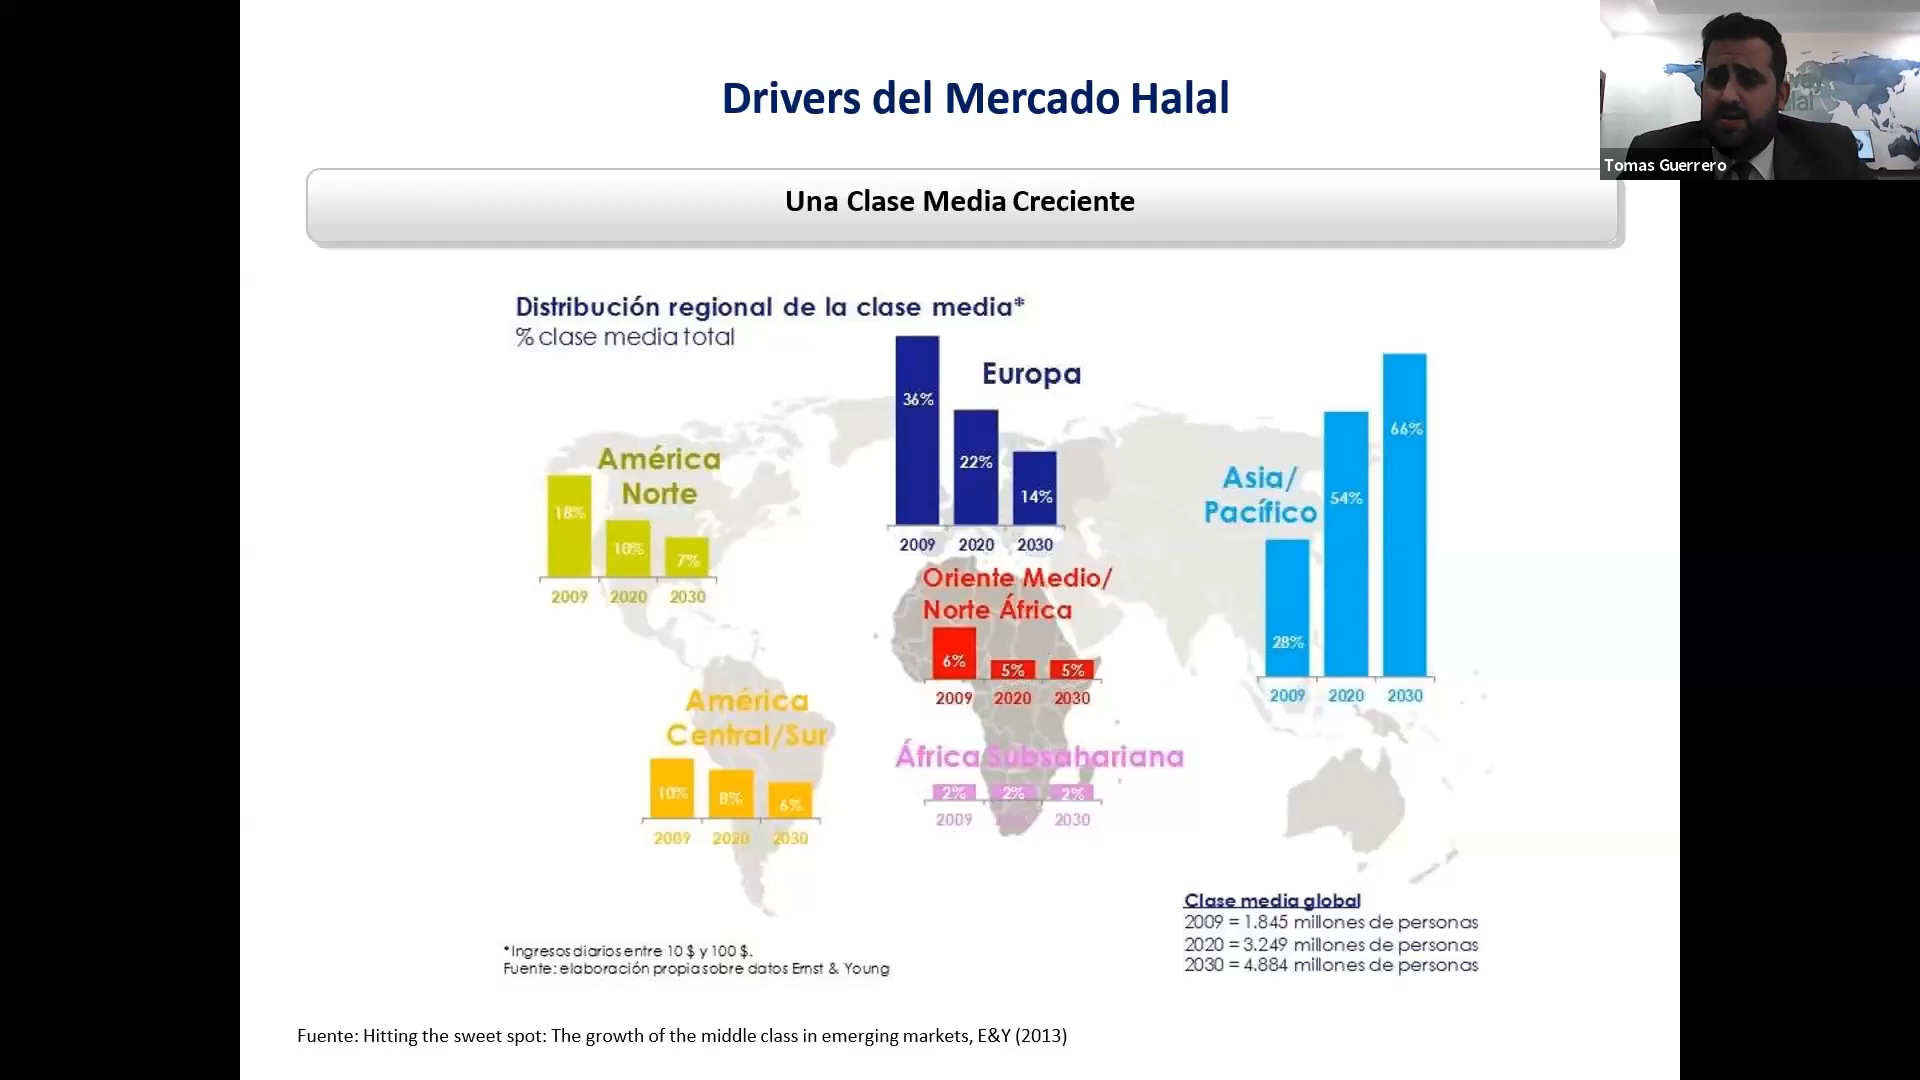 Drivers del Mercado Halal
Tomas Guerrero
Una Clase Media Creciente
Distribución regional de la clase media*
% clase media total
Europa
36%
22%
14%
2009 2020 2030
América
Norte
18%
10%
7%
2009 2020 2030
Asia/
Pacífico
28%
54%
66%
2009 2020 2030
Oriente Medio/
Norte África
6%
5%
5%
2009 2020 2030
América
Central/Sur
10%
8%
6%
2009 2020 2030
África Subsahariana
2%
2%
2%
2009 2020 2030
Clase media global
2009 = 1.845 millones de personas
2020 = 3.249 millones de personas
2030 = 4.884 millones de personas
*Ingresos diarios entre 10 $ y 100 $.
Fuente: elaboración propia sobre datos Ernst & Young
Fuente: Hitting the sweet spot: The growth of the middle class in emerging markets, E&Y (2013)